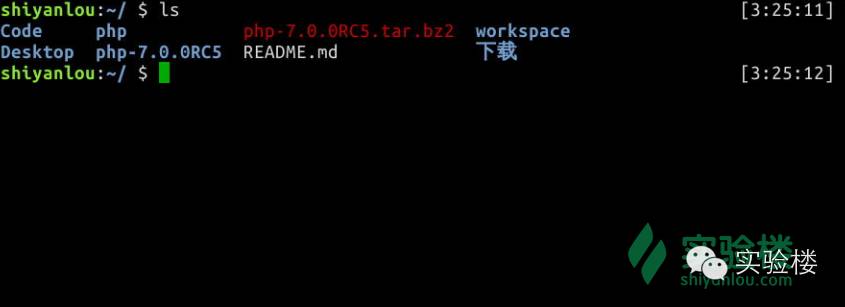 shiyanlou:~/ $ ls [3:25:11]
Code php php-7.0.0RC5.tar.bz2 workspace
Desktop php-7.0.0RC5 README.md 下载
shiyanlou:~/ $ [3:25:12]
实验楼
shiyanlou.com
实验楼